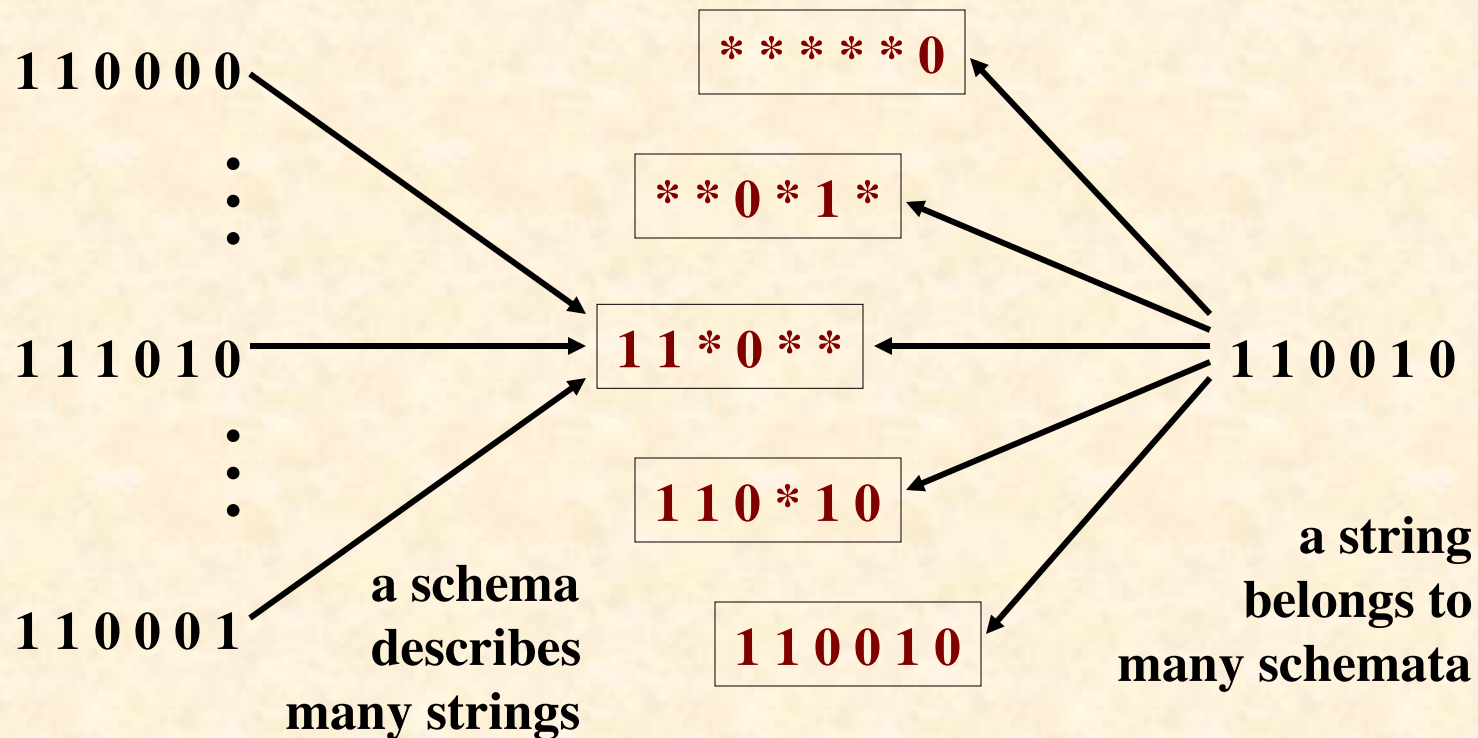 1 1 0 0 0 0
1 1 1 0 1 0
1 1 0 0 0 1
a schema
describes
many strings
* * * * * 0
* * 0 * 1 *
1 1 * 0 * *
1 1 0 * 1 0
1 1 0 0 1 0
1 1 0 0 1 0
a string
belongs to
many schemata